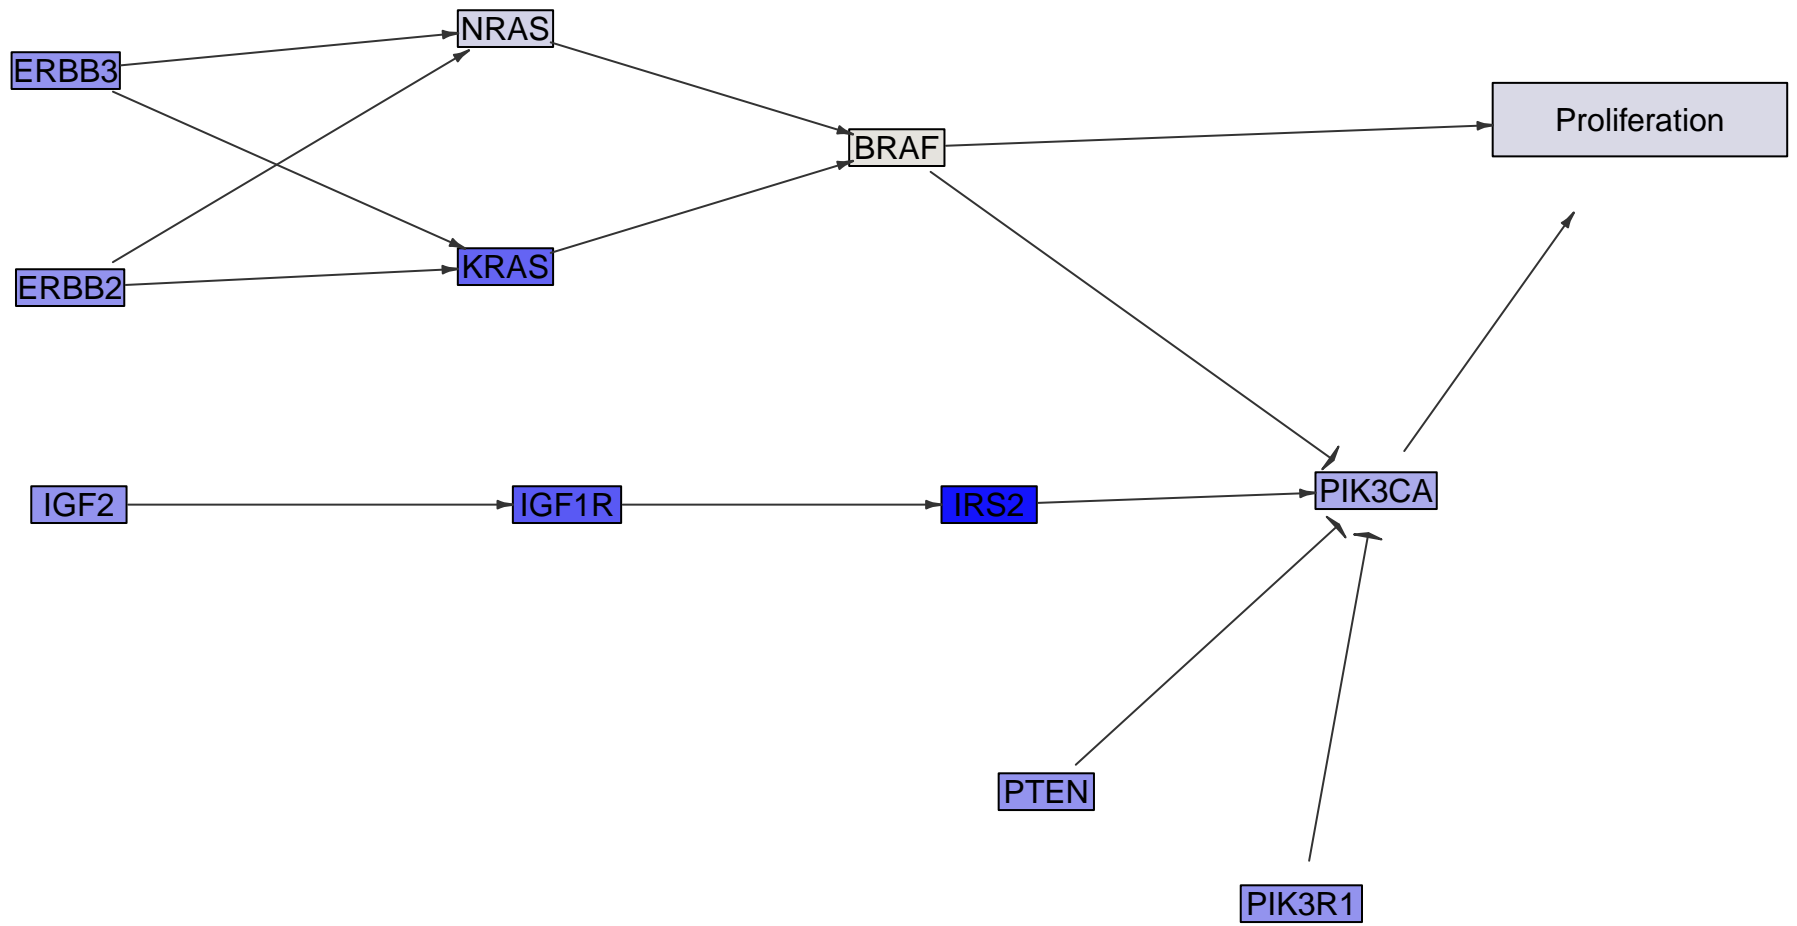 NRAS
ERBB3
Proliferation
BRAF
KRAS
ERBB2
IGF2
IGF1R
IRS2
PIK3CA
PTEN
PIK3R1